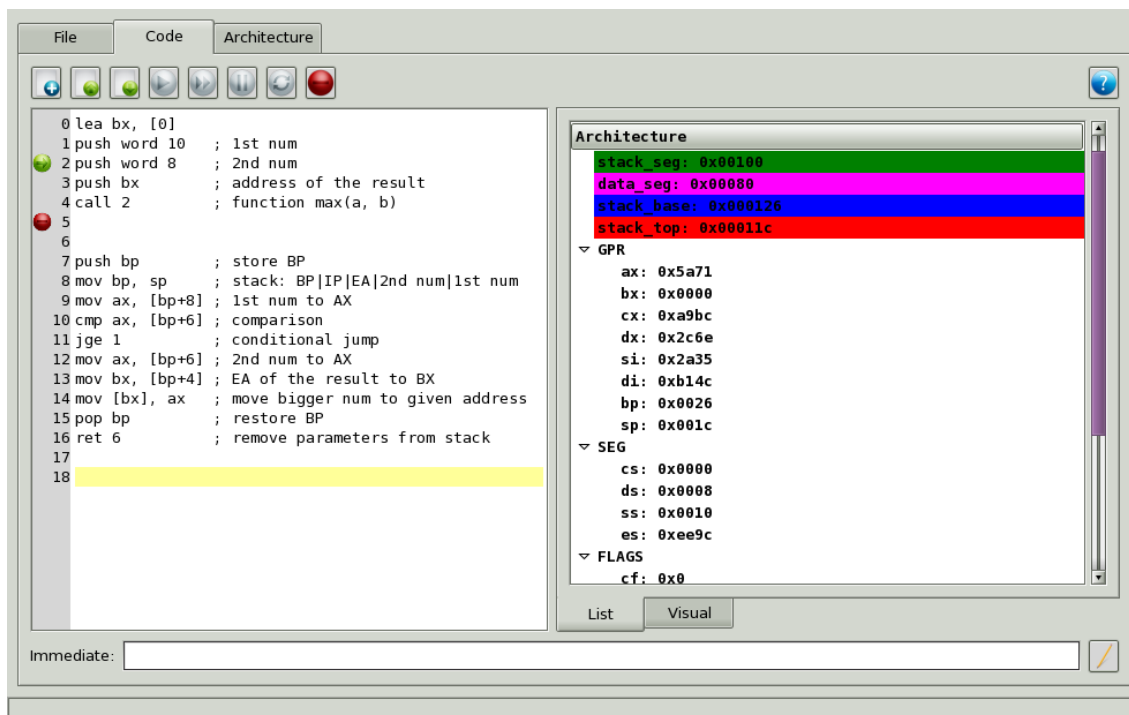 File Code Architecture
0 lea bx, [0]
1 push word 10 ; 1st num
2 push word 8 ; 2nd num
3 push bx ; address of the result
4 call 2 ; function max(a, b)
5
6
7 push bp ; store BP
8 mov bp, sp ; stack: BP|IP|EA|2nd num|1st num
9 mov ax, [bp+8] ; 1st num to AX
10 cmp ax, [bp+6] ; comparison
11 jge 1 ; conditional jump
12 mov ax, [bp+6] ; 2nd num to AX
13 mov bx, [bp+4] ; EA of the result to BX
14 mov [bx], ax ; move bigger num to given address
15 pop bp ; restore BP
16 ret 6 ; remove parameters from stack
17
18
?
Architecture
stack_seg: 0x00100
data_seg: 0x00080
stack_base: 0x000126
stack_top: 0x00011c
GPR
ax: 0x5a71
bx: 0x0000
cx: 0xa9bc
dx: 0x2c6e
si: 0x2a35
di: 0xb14c
bp: 0x0026
sp: 0x001c
SEG
cs: 0x0000
ds: 0x0008
ss: 0x0010
es: 0xee9c
FLAGS
cf: 0x0
List Visual
Immediate: